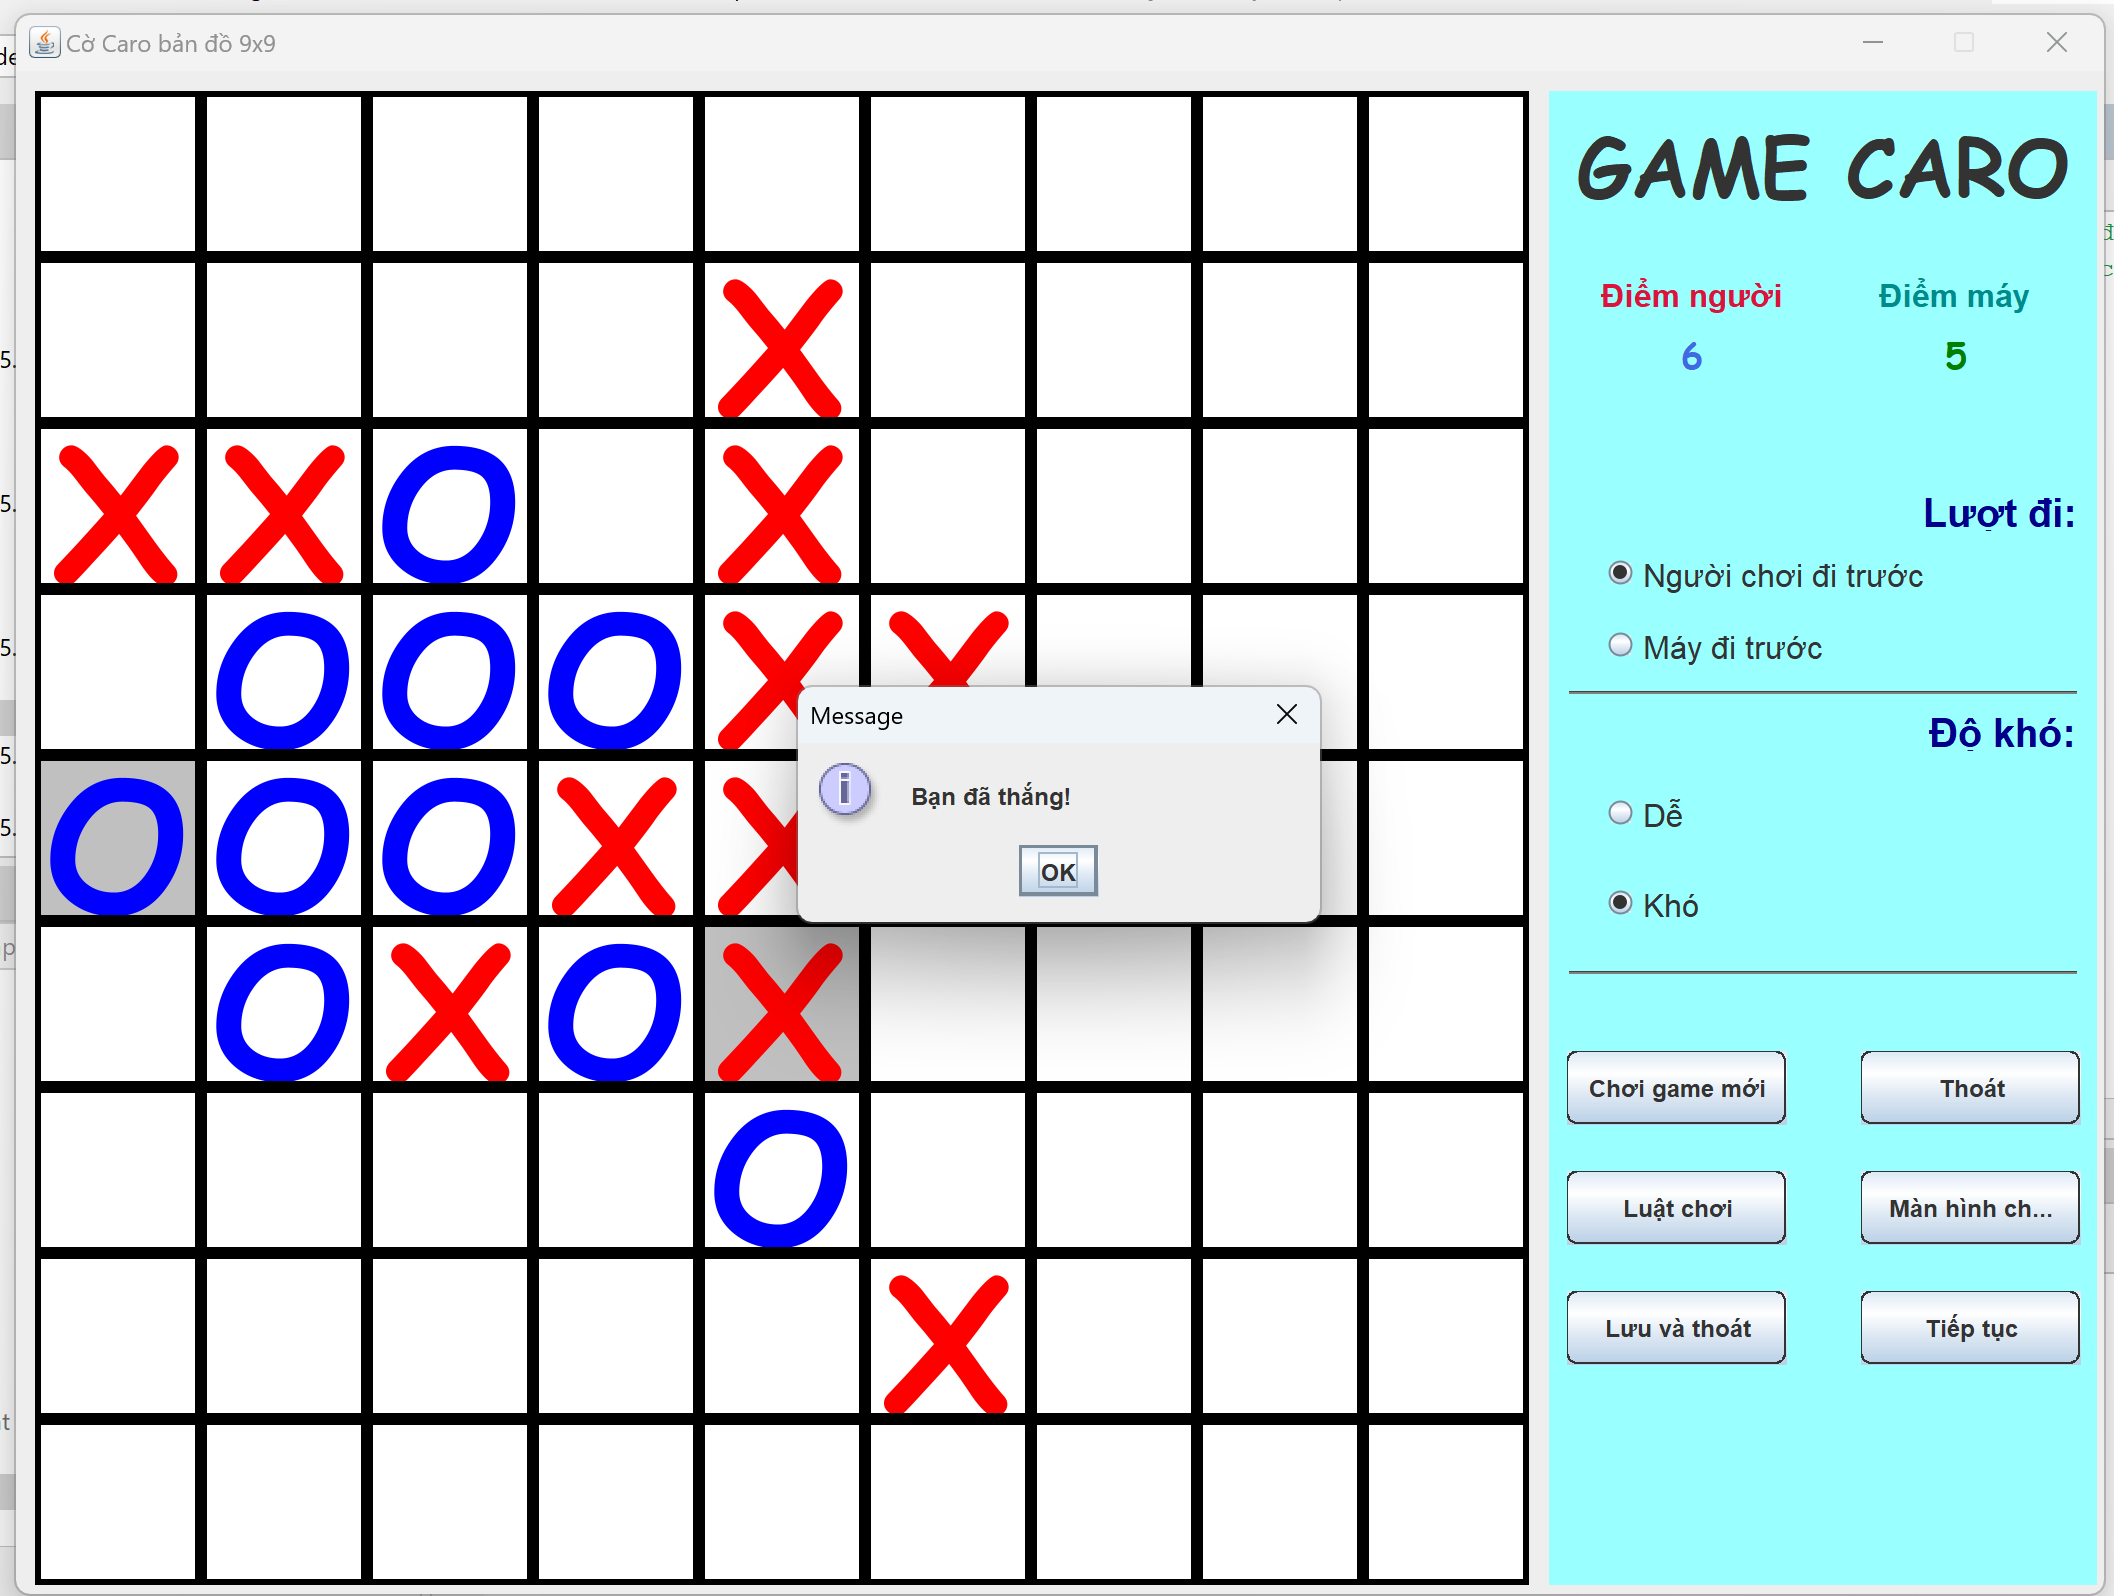 Cờ Caro bản đồ 9x9
GAME CARO
Điểm người
Điểm máy
6
5
X
X X O X
O O O X X
O O O X X
O X O X
O
X
Message
Bạn đã thắng!
OK
Lượt đi:
Người chơi đi trước
Máy đi trước
Độ khó:
Dễ
Khó
Chơi game mới
Thoát
Luật chơi
Màn hình ch...
Lưu và thoát
Tiếp tục